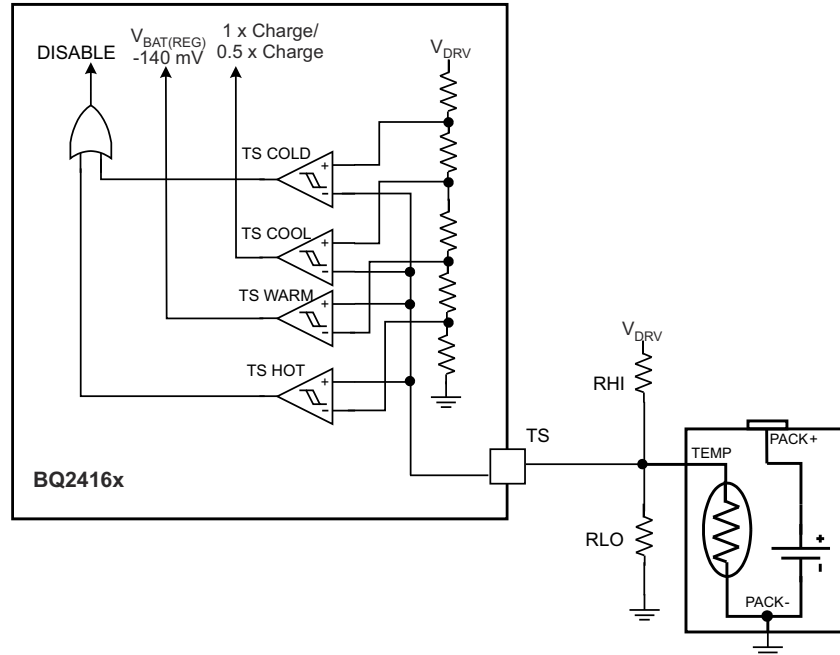 DISABLE
VBAT(REG)
-140 mV
1 x Charge/
0.5 x Charge
VDRV
TS COLD
+
-
TS COOL
+
-
TS WARM
+
-
TS HOT
+
-
BQ2416x
TS
VDRV
RHI
RLO
TEMP
PACK+
+
-
PACK-